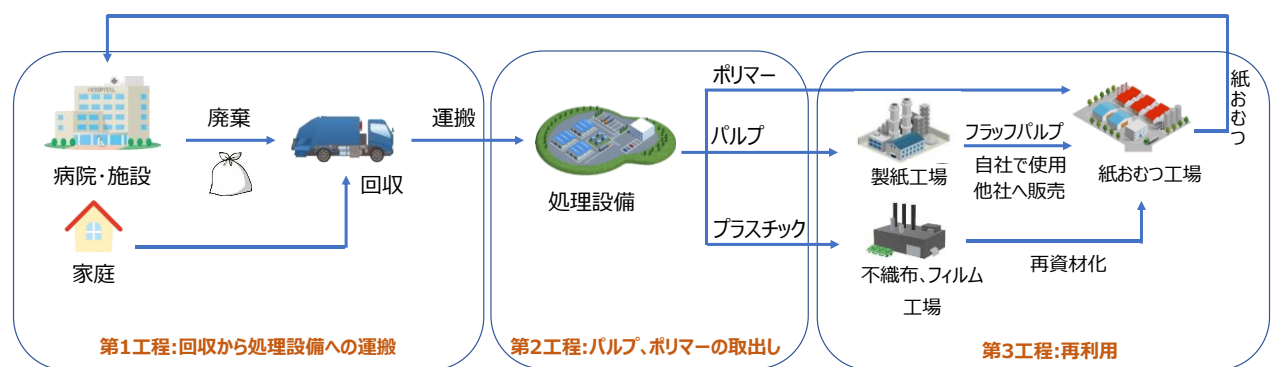 HOSPITAL
病院・施設
家庭
廃棄
回収
運搬
第1工程:回収から処理設備への運搬
処理設備
ポリマー
パルプ
プラスチック
第2工程:パルプ、ポリマーの取出し
製紙工場
フラッフパルプ
自社で使用
他社へ販売
紙おむつ工場
不織布、フィルム
工場
再資材化
紙おむつ
第3工程:再利用